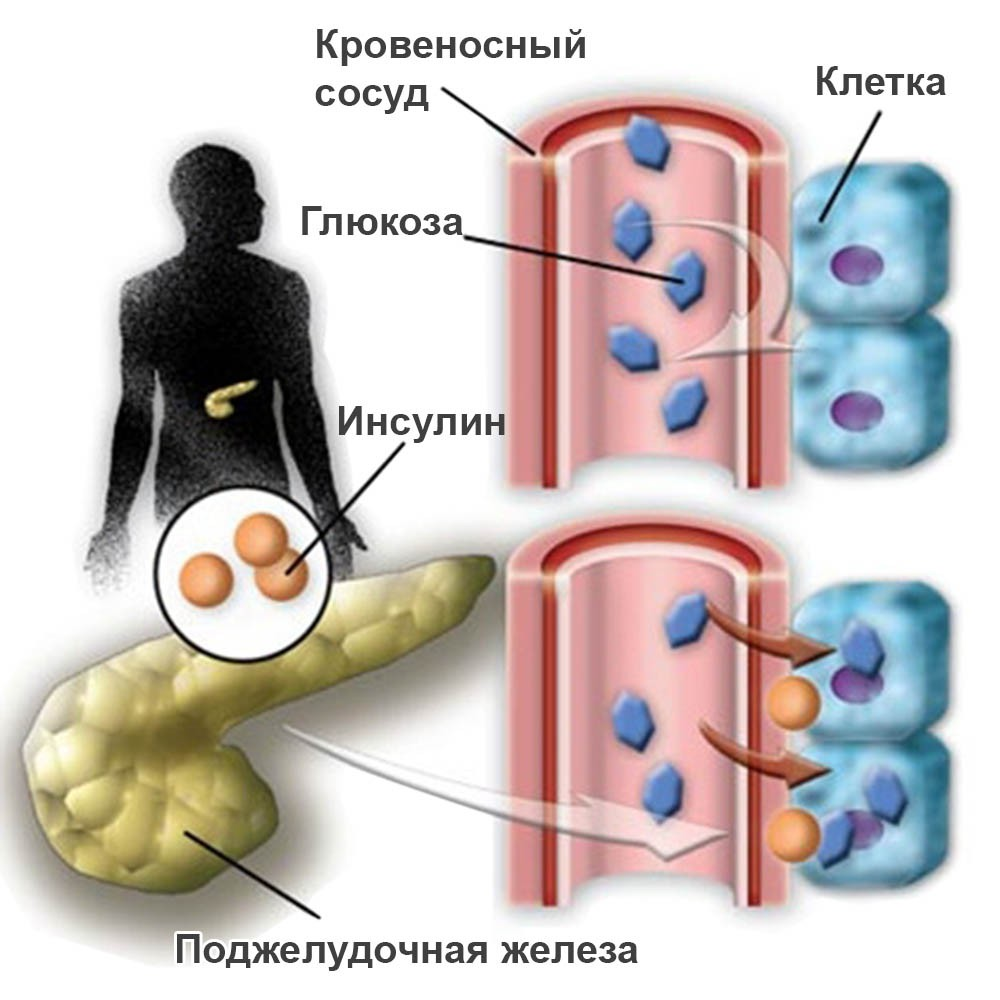 Кровеносный
сосуд
Клетка
Глюкоза
Инсулин
Поджелудочная железа